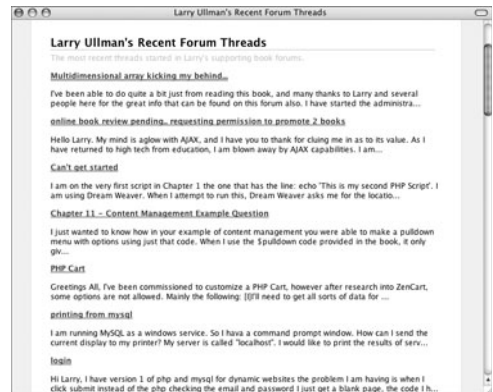 Larry Ullman's Recent Forum Threads
Larry Ullman's Recent Forum Threads
The most recent threads started in Larry's supporting book forums.
Multidimensional array kicking my behind...
I've been able to do quite a bit just from reading this book, and many thanks to Larry and several
people here for the great info that can be found on this forum also. I have started the administra...
online book review pending.. requesting permission to promote 2 books
Hello Larry. My mind is aglow with AJAX, and I have you to thank for cluing me in as to its value. As I
have returned to high tech from education, I am blown away by AJAX capabilities. I am...
Can't get started
I am on the very first script in Chapter 1 the one that has the line: echo 'This is my second PHP Script'. I
am using Dream Weaver. When I attempt to run this, Dream Weaver asks me for the locatio...
Chapter 11 - Content Management Example Question
I just wanted to know how in your example of content management you were able to make a pulldown
menu with options using just that code. When I use the $pulldown code provided in the book, it only
giv...
PHP Cart
Greetings All, I've been commissioned to customize a PHP Cart, however after research into ZenCart,
some options are not allowed. Mainly the following: [I]I'll need to get all sorts of data for ...
printing from mysql
I am running MySQL as a windows service. So I hava a command prompt window. How can I send the
current display to my printer? My server is called "localhost". I would like to print the results of serv...
login
Hi Larry, I have version 1 of php and mysql for dynamic websites the problem I am having is when I
click submit instead of the php checking the email and password I just get a blank page, the code I h...